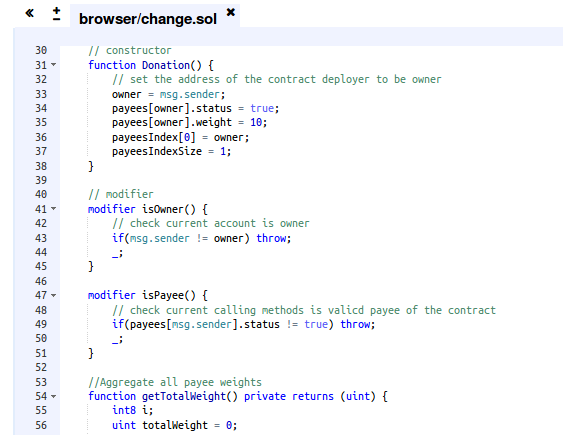 « ± browser/change.sol ✖
30 // constructor
31 function Donation() {
32 // set the address of the contract deployer to be owner
33 owner = msg.sender;
34 payees[owner].status = true;
35 payees[owner].weight = 10;
36 payeesIndex[0] = owner;
37 payeesIndexSize = 1;
38 }
39
40 // modifier
41 modifier isOwner() {
42 // check current account is owner
43 if(msg.sender != owner) throw;
44 _;
45 }
46
47 modifier isPayee() {
48 // check current calling methods is valicd payee of the contract
49 if(payees[msg.sender].status != true) throw;
50 _;
51 }
52
53 //Aggregate all payee weights
54 function getTotalWeight() private returns (uint) {
55 int8 i;
56 uint totalWeight = 0;